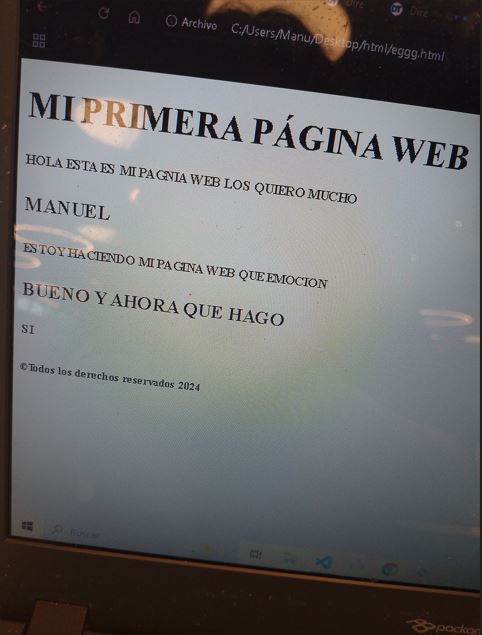 Dire
Dire
Archivo C:/Users/Manu/Desktop/html/eggg.html
MI PRIMERA PÁGINA WEB
HOLA ESTA ES MI PAGNIA WEB LOS QUIERO MUCHO
MANUEL
ESTOY HACIENDO MI PAGINA WEB QUE EMOCION
BUENO Y AHORA QUE HAGO
SI
©Todos los derechos reservados 2024
Buscar